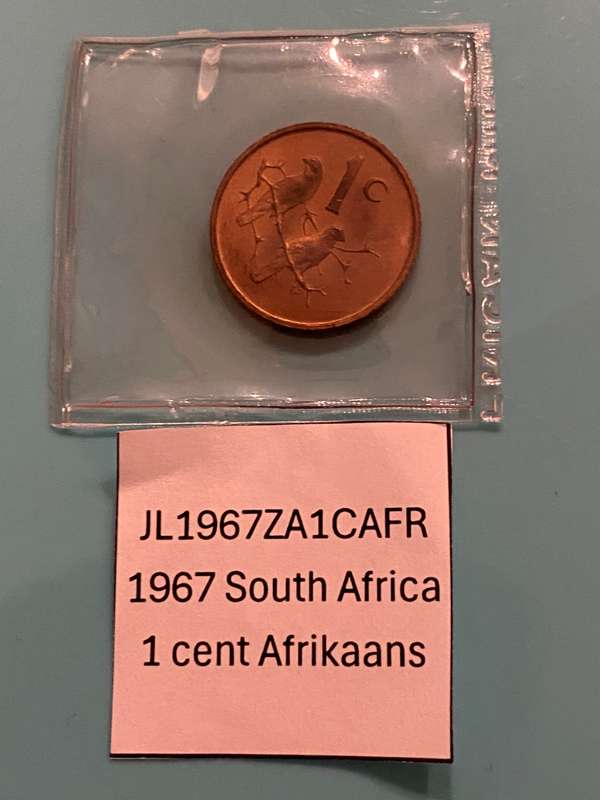 1c
JL1967ZA1CAFR
1967 South Africa
1 cent Afrikaans